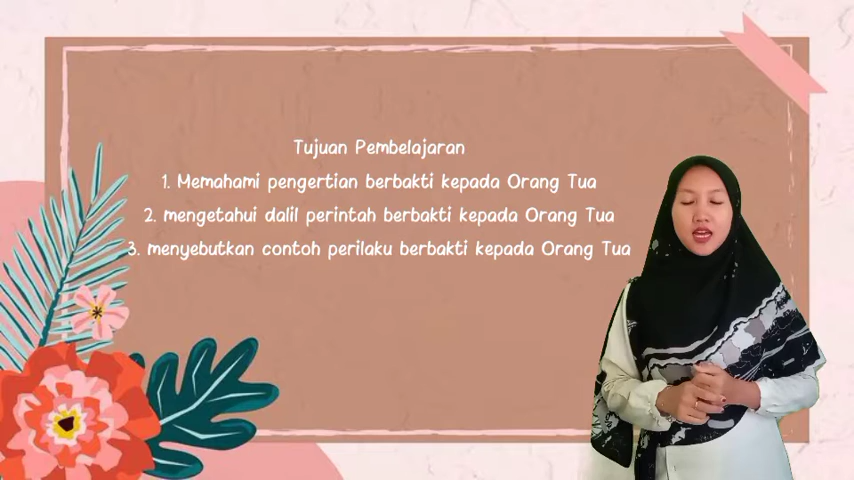 Tujuan Pembelajaran
1. Memahami pengertian berbakti kepada Orang Tua
2. mengetahui dalil perintah berbakti kepada Orang Tua
3. menyebutkan contoh perilaku berbakti kepada Orang Tua